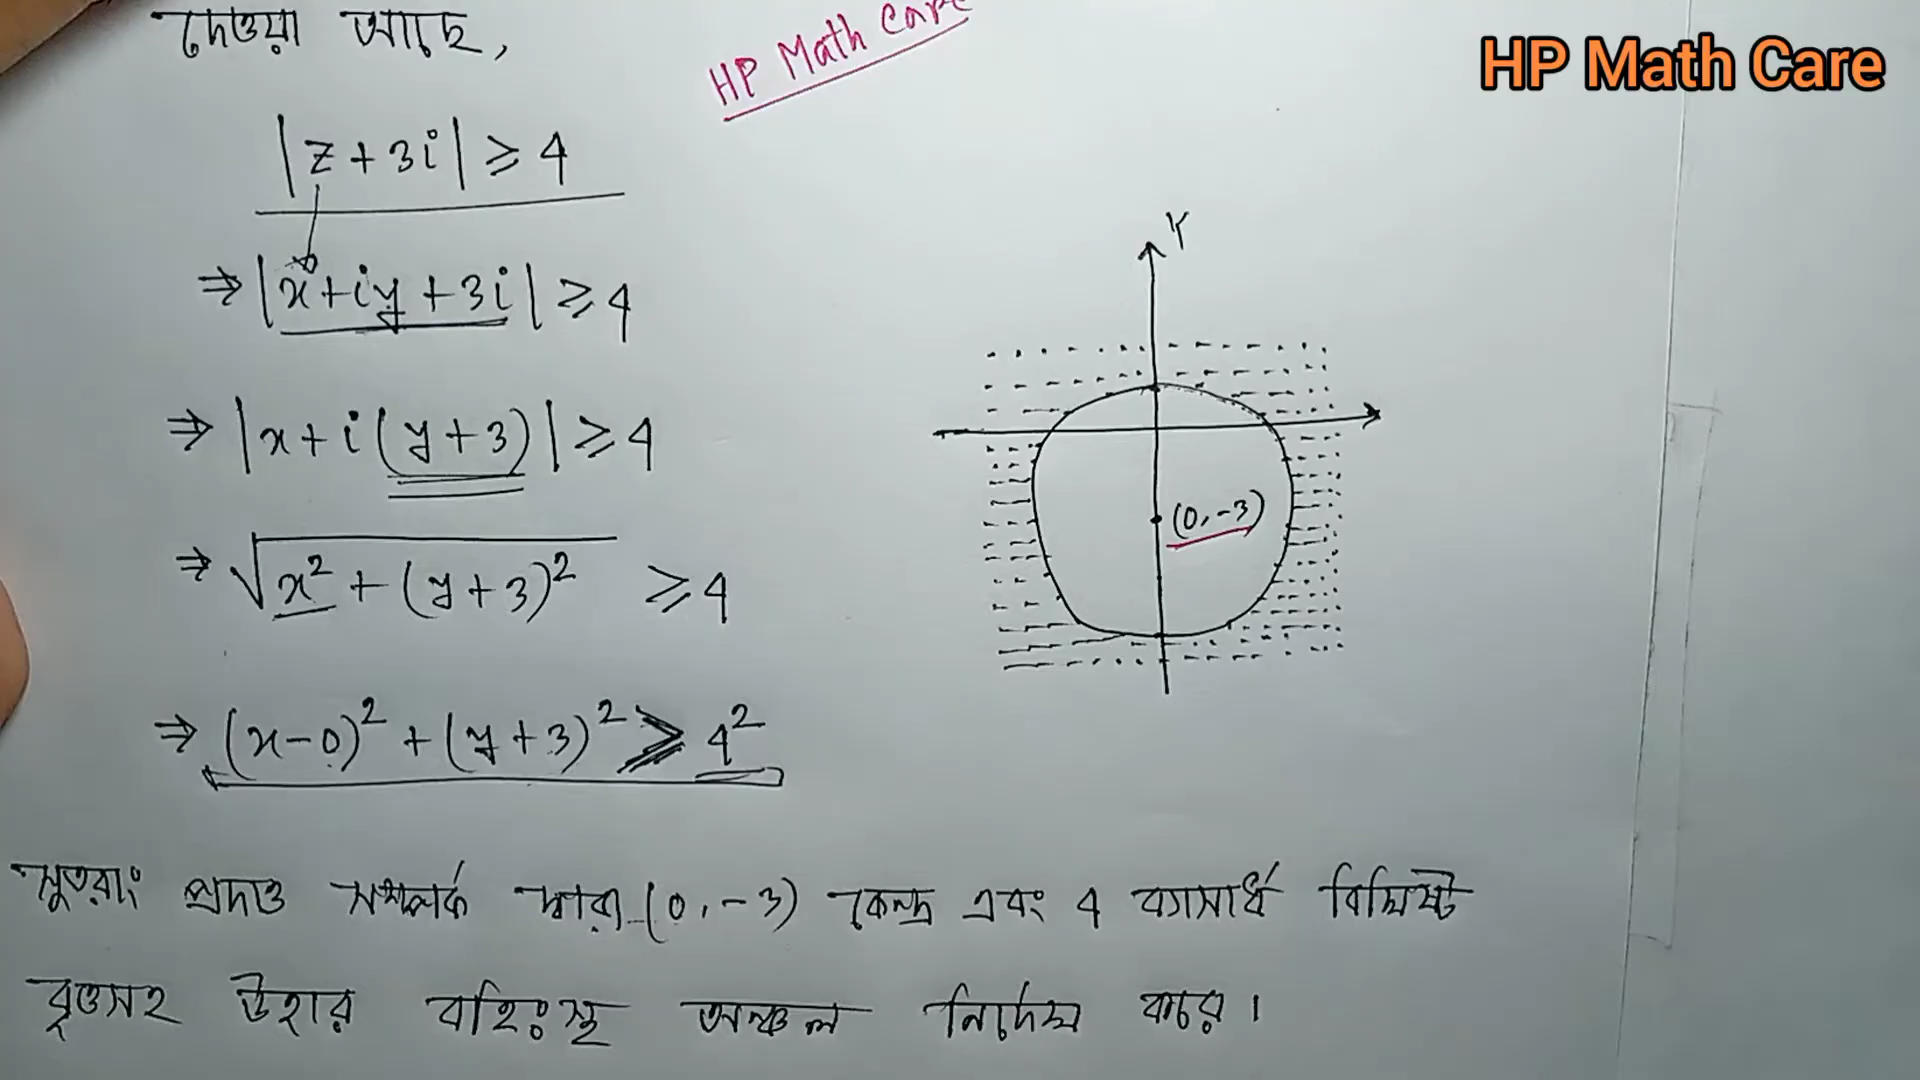 দেওয়া আছে,
HP Math Care
HP Math Care
|z+3i| ≥ 4
⇒ |x+iy+3i| ≥ 4
⇒ |x+i(y+3)| ≥ 4
⇒ √x² + (y+3)² ≥ 4
⇒ (x-0)² + (y+3)² ≥ 4²
Y
(0,-3)
সুতরাং প্রদত্ত সম্পর্ক দ্বারা (0,-3) কেন্দ্র এবং 4 ব্যাসার্ধ বিশিষ্ট
বৃত্তসহ উহার বহিঃস্থ অঞ্চল নির্দেশ করে।